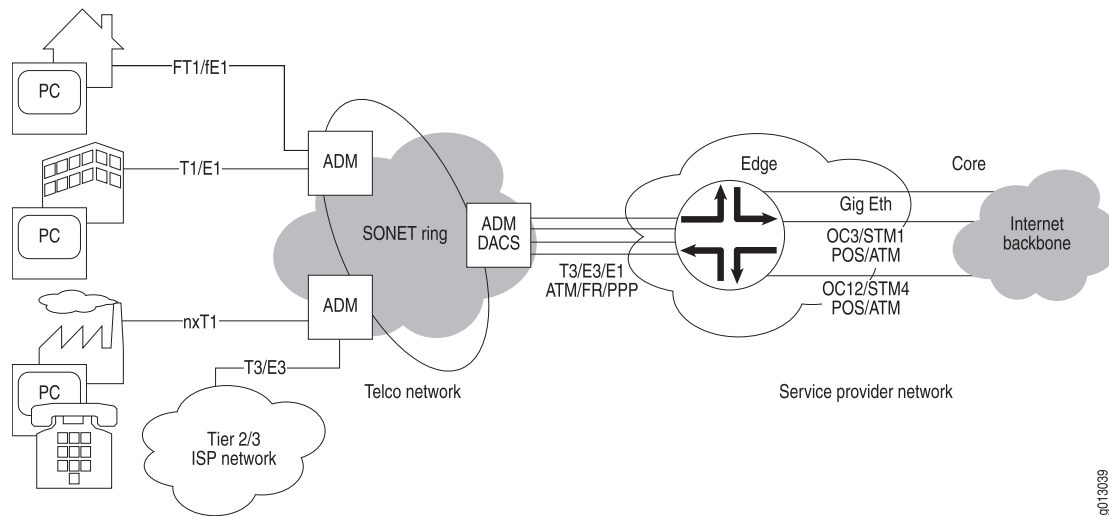 PC
FT1/fE1
ADM
T1/E1
PC
SONET ring
ADM
DACS
ADM
nxT1
T3/E3
PC
Tier 2/3
ISP network
Telco network
T3/E3/E1
ATM/FR/PPP
Edge
Core
Gig Eth
OC3/STM1
POS/ATM
OC12/STM4
POS/ATM
Internet
backbone
Service provider network
g013039